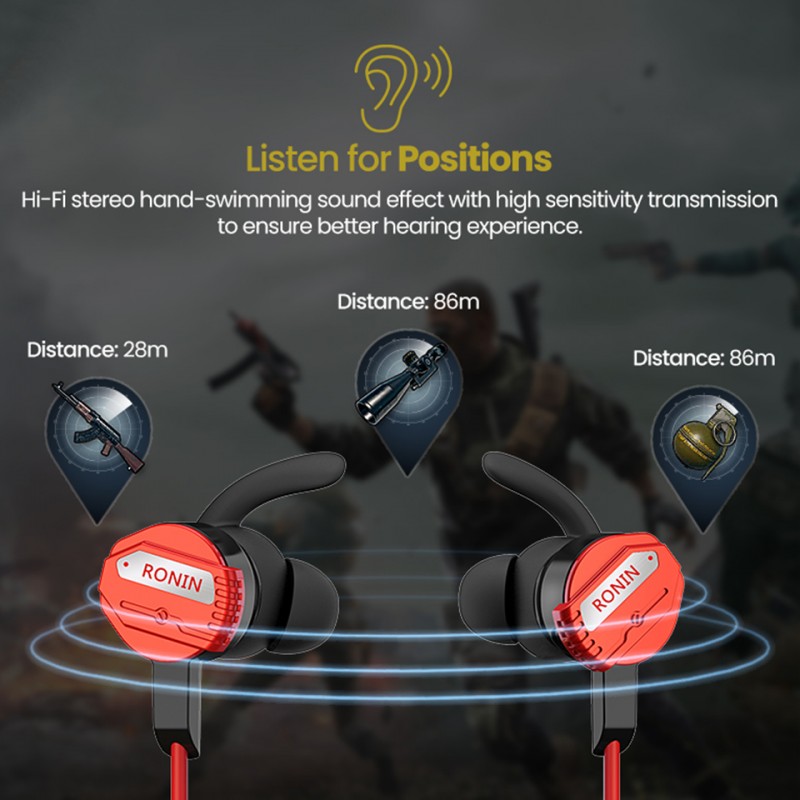 Listen for Positions
Hi-Fi stereo hand-swimming sound effect with high sensitivity transmission
to ensure better hearing experience.
Distance: 86m
Distance: 28m
Distance: 86m
RONIN
RONIN